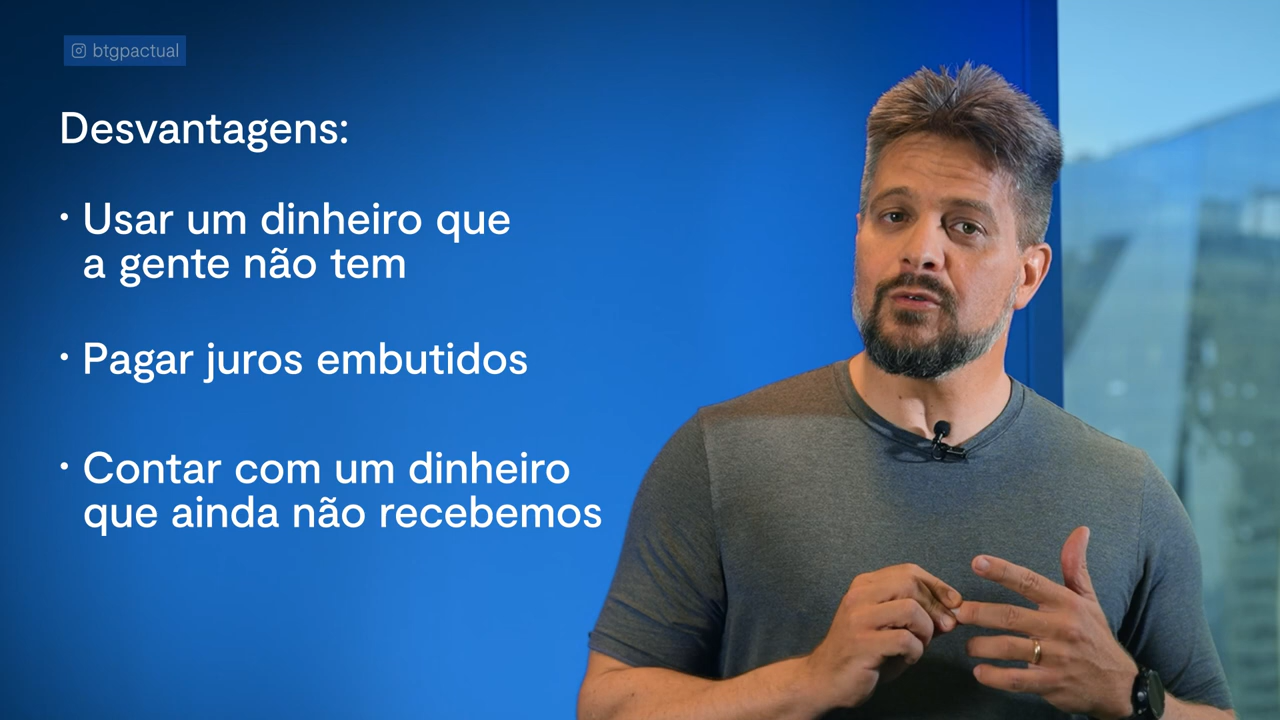 btgpactual
Desvantagens:
• Usar um dinheiro que
a gente não tem
• Pagar juros embutidos
• Contar com um dinheiro
que ainda não recebemos